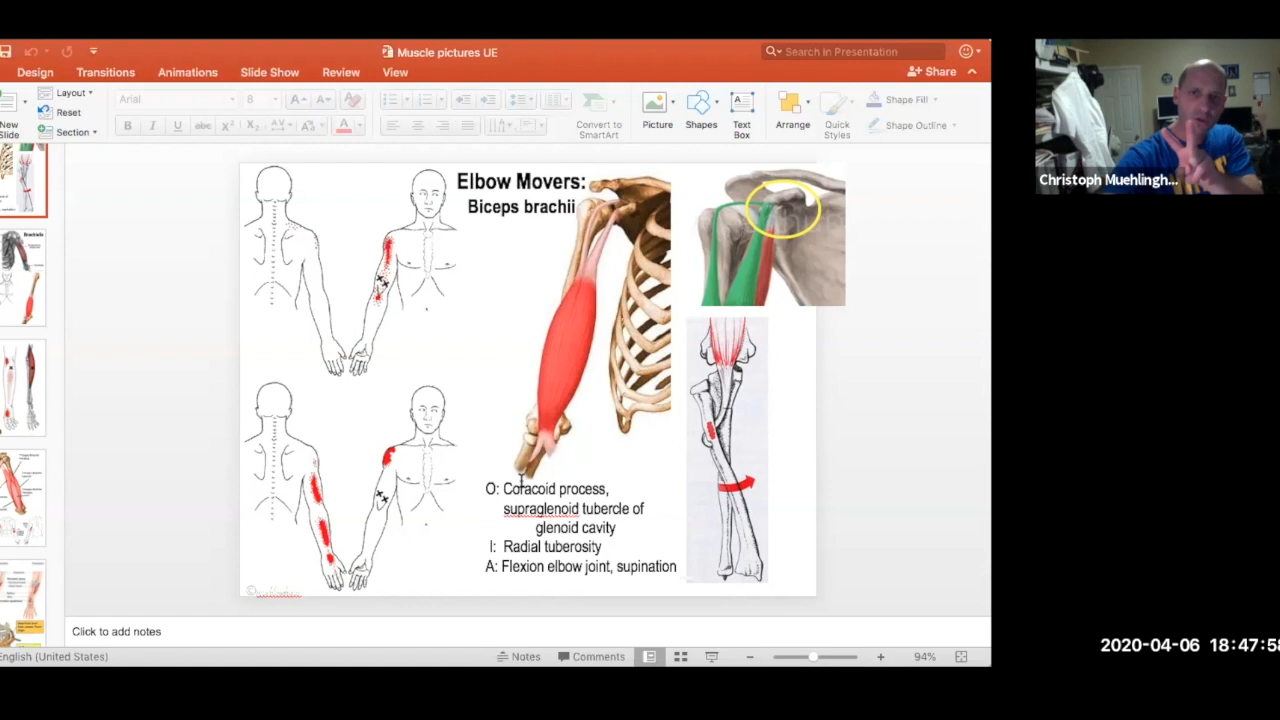 Muscle pictures UE
Search in Presentation
Design Transitions Animations Slide Show Review View
Share
New Slide
Layout
Reset
Section
Arial
8
Convert to SmartArt
Picture
Shapes
Text Box
Arrange
Quick Styles
Shape Fill
Shape Outline
Christoph Muehlingh...
Elbow Movers:
Biceps brachii
O: Coracoid process,
supraglenoid tubercle of
glenoid cavity
I: Radial tuberosity
A: Flexion elbow joint, supination
Click to add notes
English (United States)
Notes
Comments
94%
2020-04-06 18:47:58